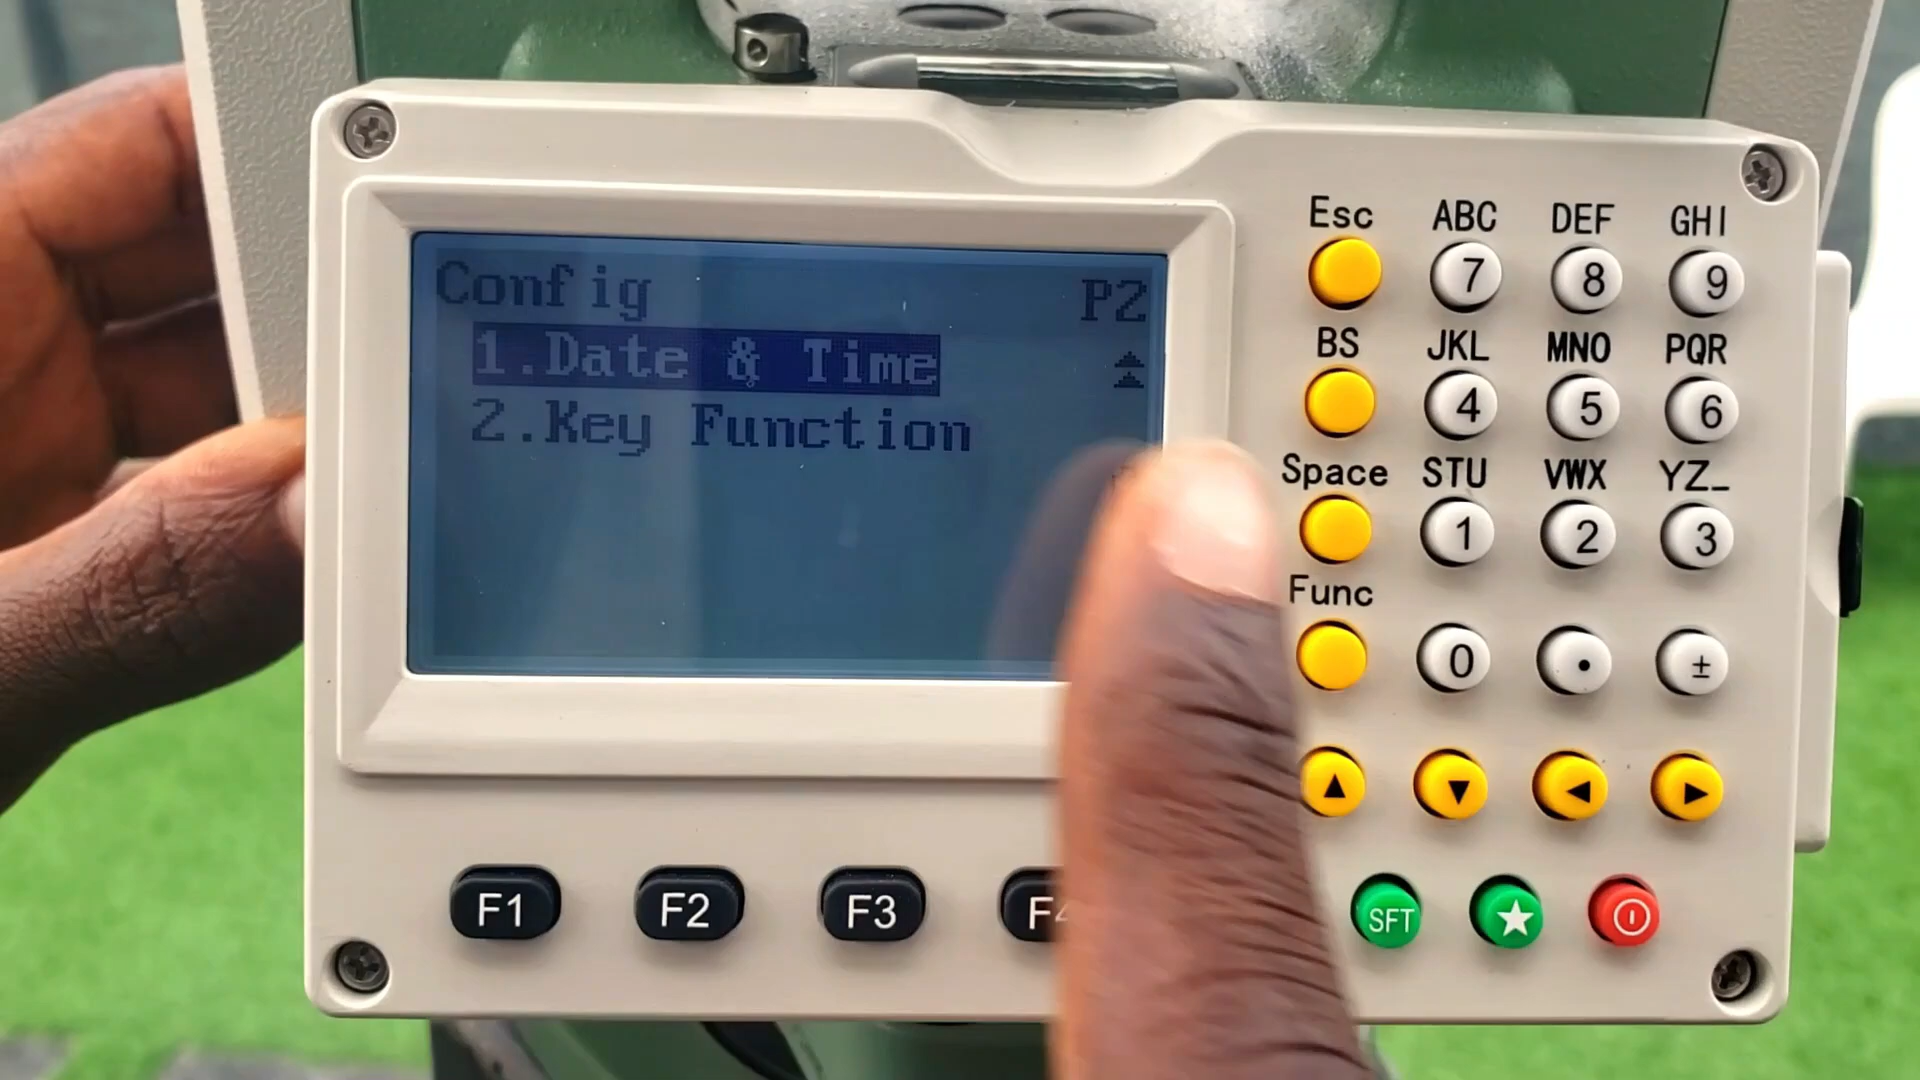 Config P2
1.Date & Time
2.Key Function
Esc ABC DEF GHI
7 8 9
BS JKL MNO PQR
4 5 6
Space STU VWX YZ_
1 2 3
Func
0 . ±
▲ ▼ ◀ ▶
F1 F2 F3 F4
SFT ★